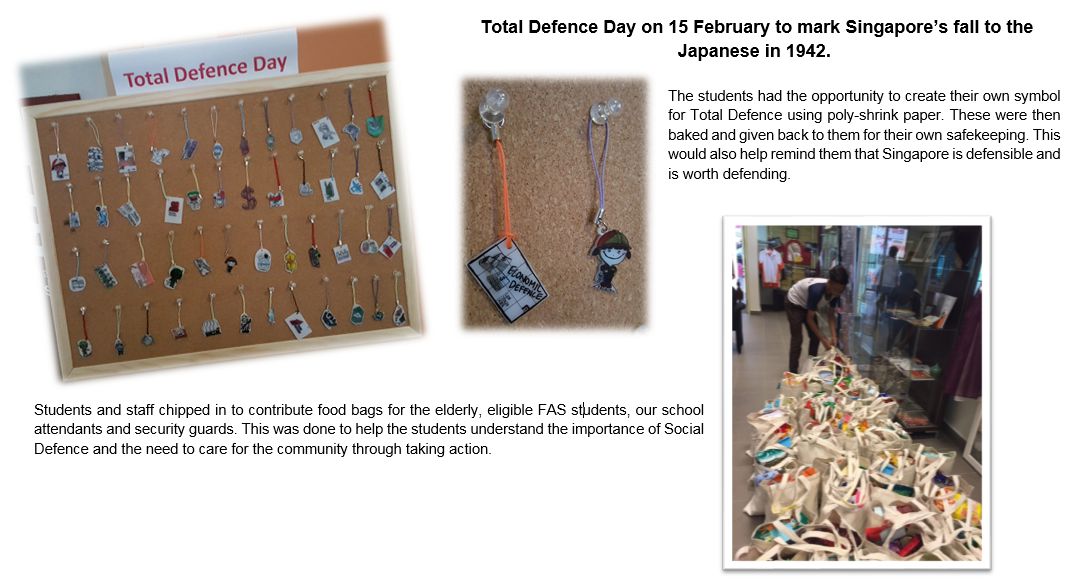 Total Defence Day on 15 February to mark Singapore's fall to the
Japanese in 1942.
Total Defence Day
The students had the opportunity to create their own symbol
for Total Defence using poly-shrink paper. These were then
baked and given back to them for their own safekeeping. This
would also help remind them that Singapore is defensible and
is worth defending.
ECONOMIC
DEFENCE
Students and staff chipped in to contribute food bags for the elderly, eligible FAS students, our school
attendants and security guards. This was done to help the students understand the importance of Social
Defence and the need to care for the community through taking action.